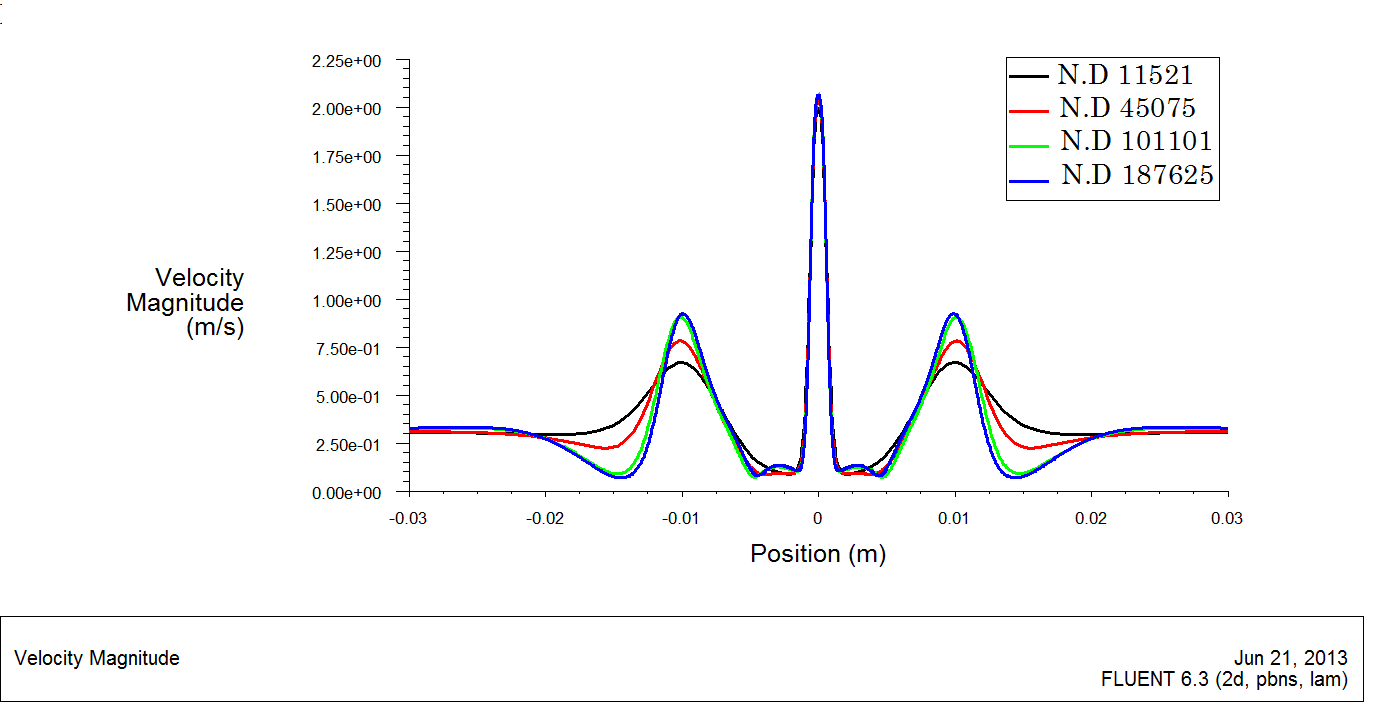 N.D 11521
N.D 45075
N.D 101101
N.D 187625
2.25e+00
2.00e+00
1.75e+00
1.50e+00
1.25e+00
1.00e+00
7.50e-01
5.00e-01
2.50e-01
0.00e+00
Velocity
Magnitude
(m/s)
-0.03 -0.02 -0.01 0 0.01 0.02 0.03
Position (m)
Velocity Magnitude
Jun 21, 2013
FLUENT 6.3 (2d, pbns, lam)